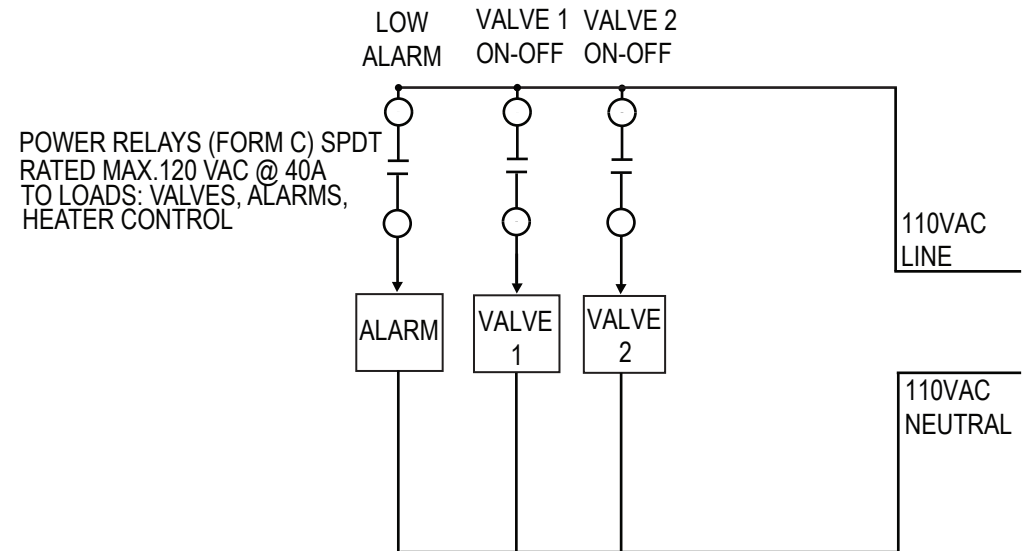 LOW
ALARM
VALVE 1
ON-OFF
VALVE 2
ON-OFF
POWER RELAYS (FORM C) SPDT
RATED MAX.120 VAC @ 40A
TO LOADS: VALVES, ALARMS,
HEATER CONTROL
110VAC
LINE
ALARM
VALVE
1
VALVE
2
110VAC
NEUTRAL